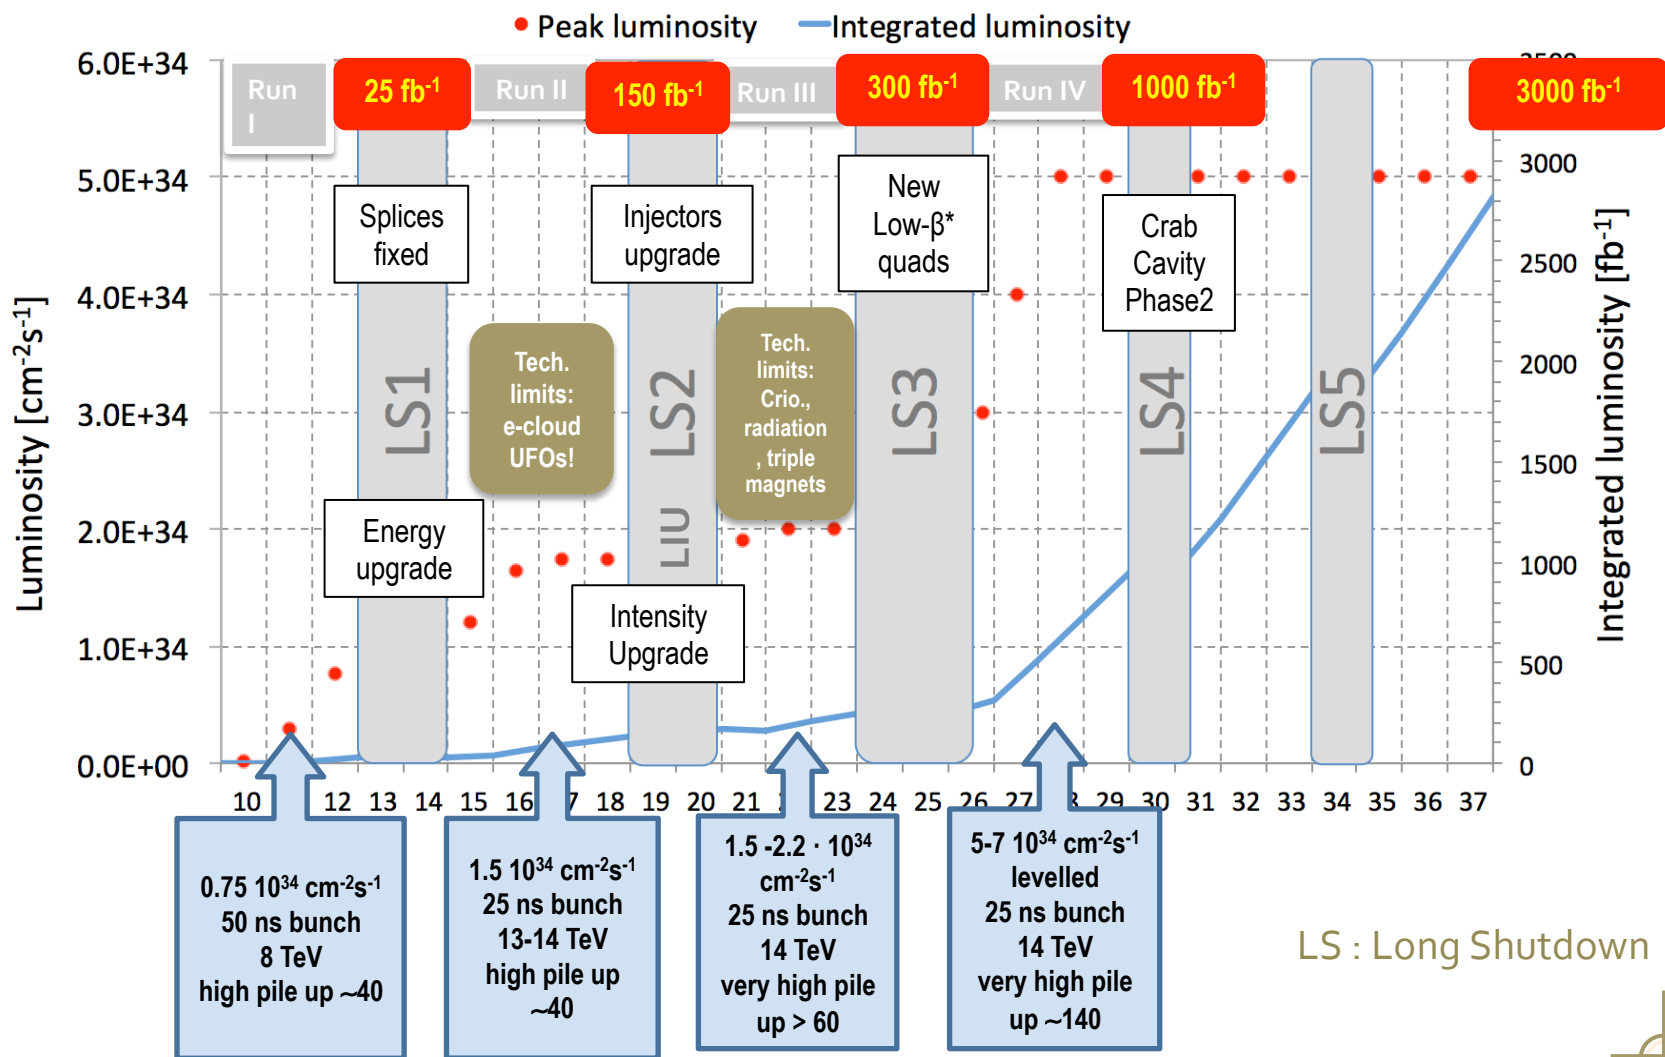 Peak luminosity
Integrated luminosity
6.0E+34
5.0E+34
4.0E+34
3.0E+34
2.0E+34
1.0E+34
0.0E+00
Luminosity [cm-2s-1]
3000
2500
2000
1500
1000
500
0
Integrated luminosity [fb-1]
Run
I
25 fb-1
Run II
150 fb-1
Run III
300 fb-1
Run IV
1000 fb-1
3000 fb-1
Splices
fixed
Injectors
upgrade
New
Low-β*
quads
Crab
Cavity
Phase2
LS1
LS2
LIU
LS3
LS4
LS5
Tech.
limits:
e-cloud
UFOs!
Tech.
limits:
Crio.,
radiation
, triple
magnets
Energy
upgrade
Intensity
Upgrade
10 12 13 14 15 16 7 18 19 20 21 23 24 25 26 27 29 30 31 32 33 34 35 36 37
0.75 10³⁴ cm-2s-1
50 ns bunch
8 TeV
high pile up ~40
1.5 10³⁴ cm-2s-1
25 ns bunch
13-14 TeV
high pile up
~40
1.5 -2.2 · 10³⁴
cm-2s-1
25 ns bunch
14 TeV
very high pile
up > 60
5-7 10³⁴ cm-2s-1
levelled
25 ns bunch
14 TeV
very high pile
up ~140
LS : Long Shutdown